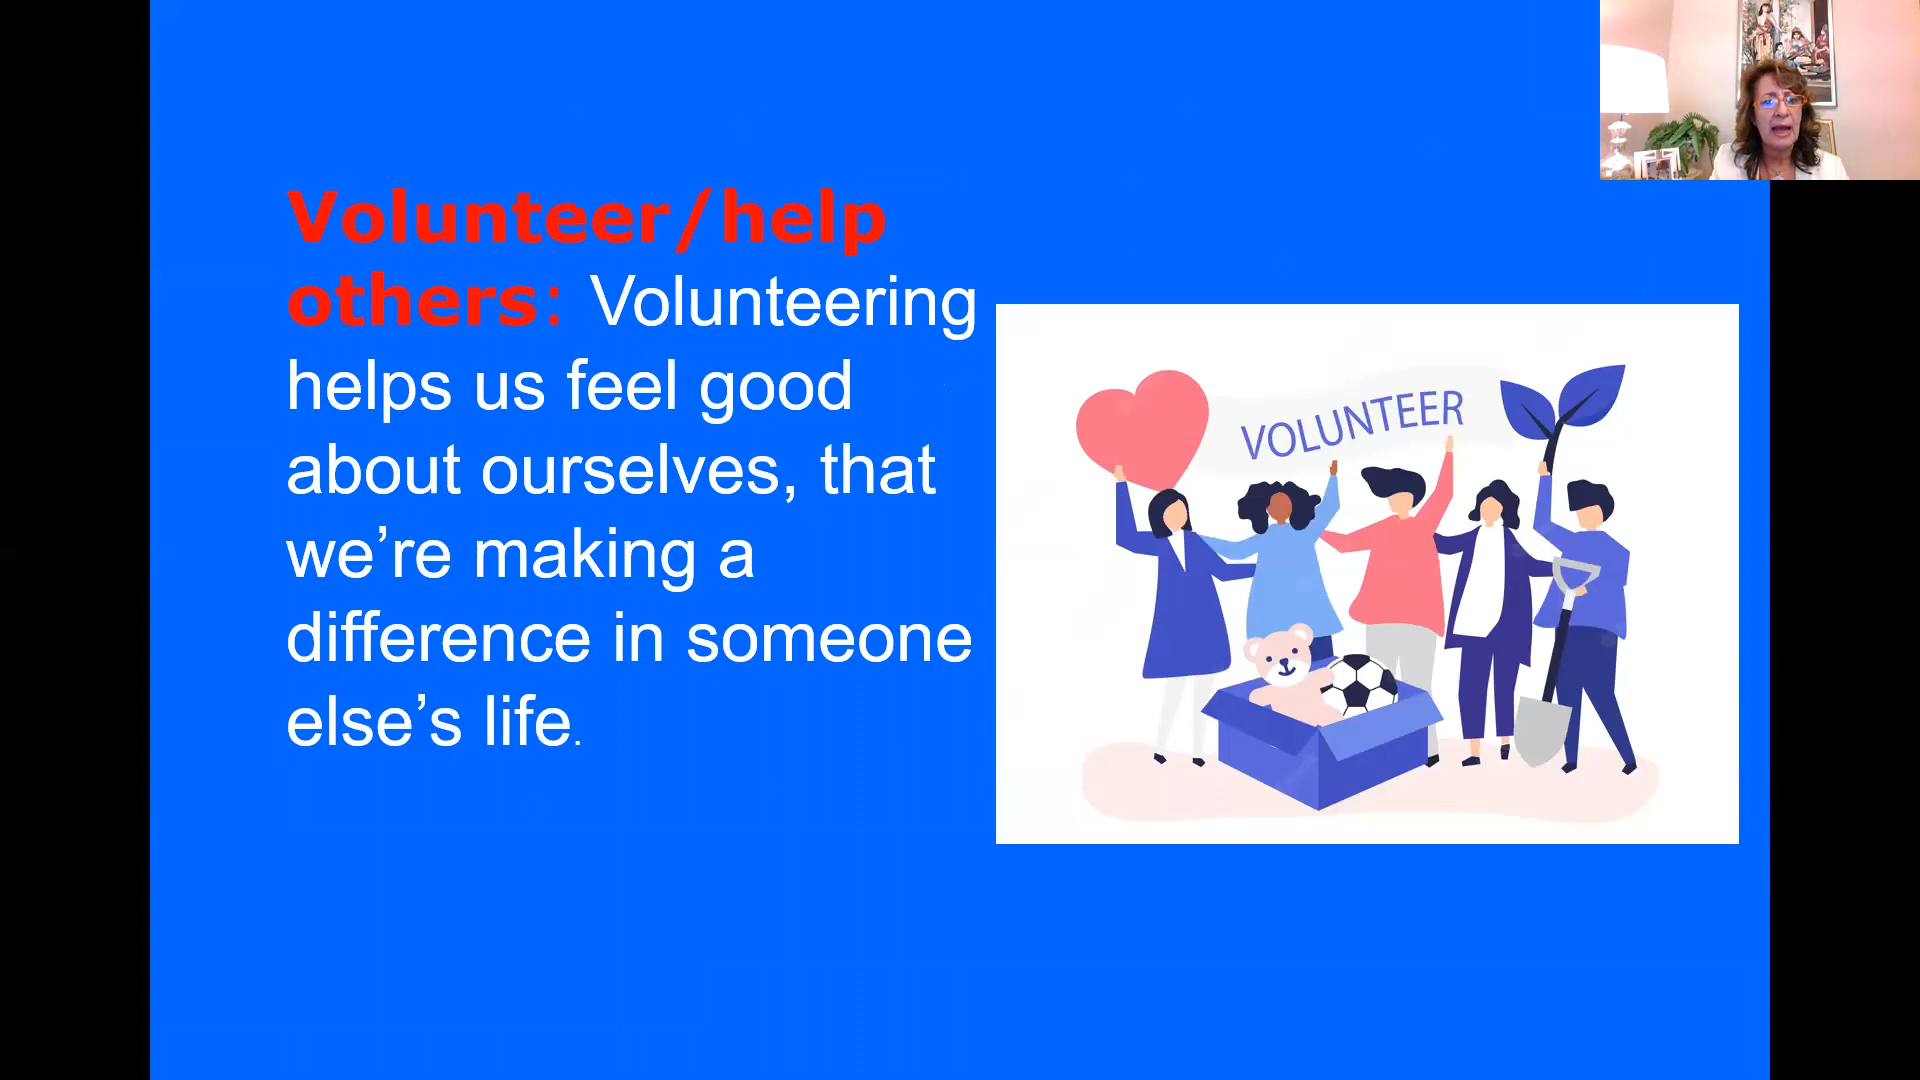 Volunteer/help
others: Volunteering
helps us feel good
about ourselves, that
we’re making a
difference in someone
else’s life.
VOLUNTEER